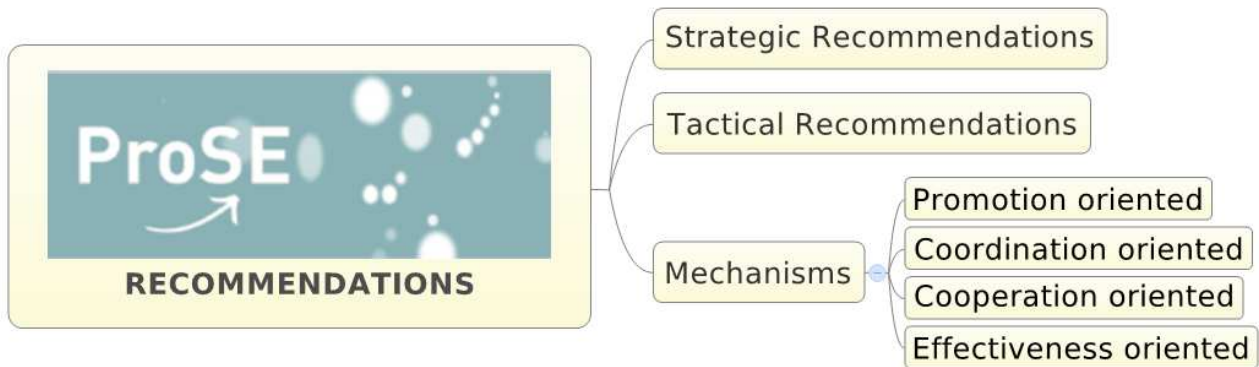 ProSE
RECOMMENDATIONS
Strategic Recommendations
Tactical Recommendations
Mechanisms
Promotion oriented
Coordination oriented
Cooperation oriented
Effectiveness oriented